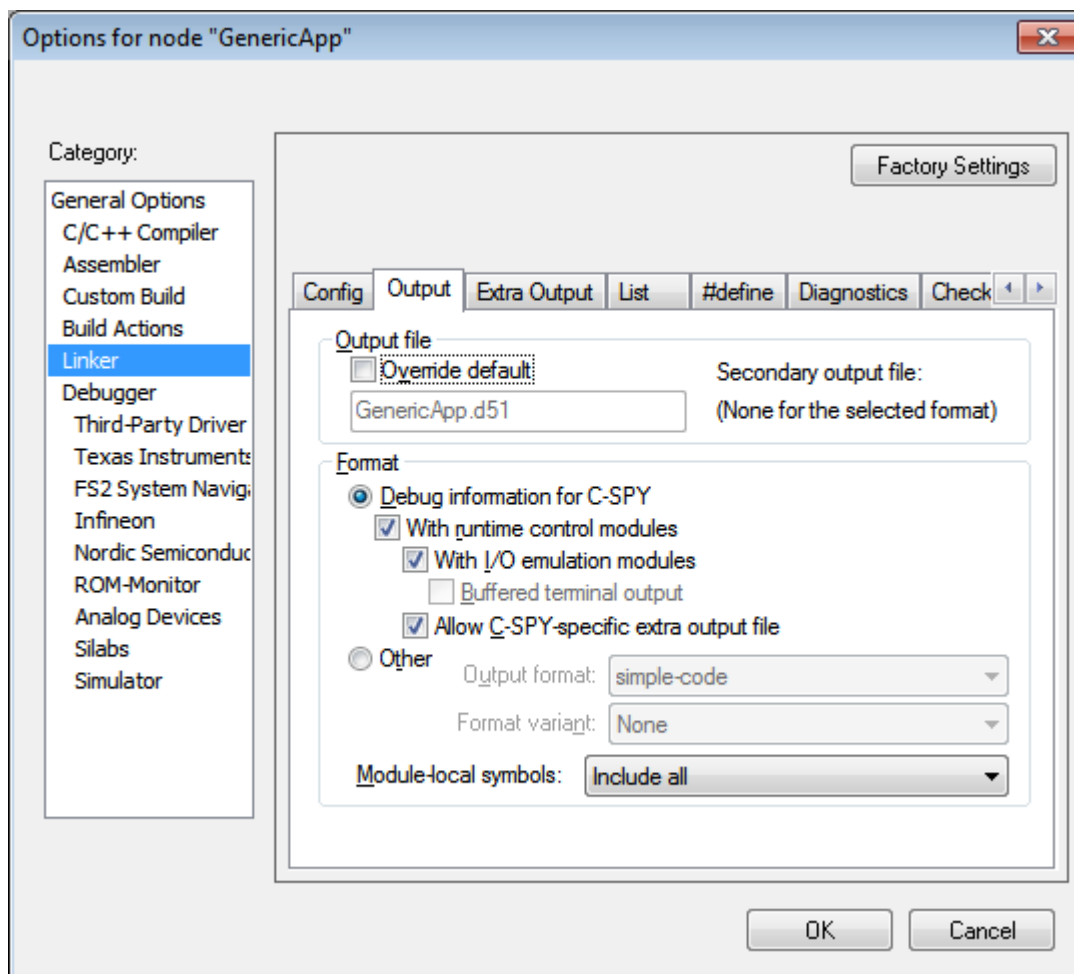 Options for node "GenericApp"
Category:
Factory Settings
General Options
C/C++ Compiler
Assembler
Custom Build
Build Actions
Linker
Debugger
Third-Party Driver
Texas Instruments
FS2 System Naviga
Infineon
Nordic Semiconduc
ROM-Monitor
Analog Devices
Silabs
Simulator
Config Output Extra Output List #define Diagnostics Check
Output file
Override default
Secondary output file:
GenericApp.d51
(None for the selected format)
Format
Debug information for C-SPY
With runtime control modules
With I/O emulation modules
Buffered terminal output
Allow C-SPY-specific extra output file
Other
Output format: simple-code
Format variant: None
Module-local symbols: Include all
OK Cancel